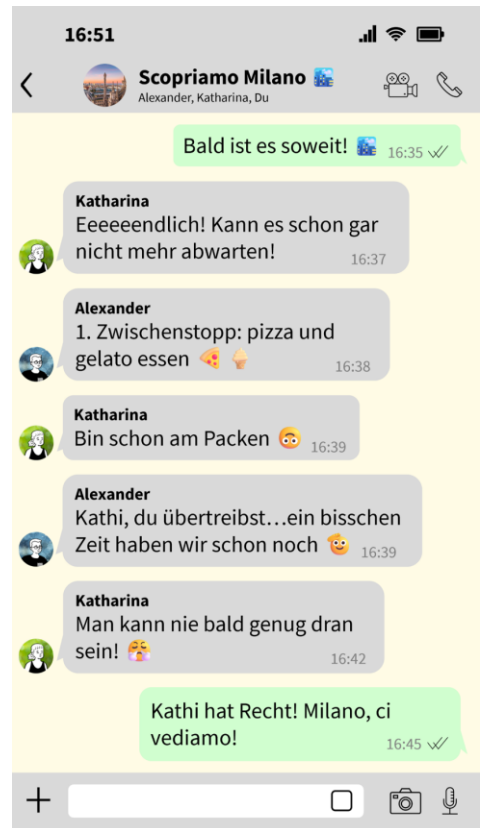 16:51
Scopriamo Milano
Alexander, Katharina, Du
Bald ist es soweit!
16:35
Katharina
Eeeeeendlich! Kann es schon gar
nicht mehr abwarten!
16:37
Alexander
1. Zwischenstopp: pizza und
gelato essen
16:38
Katharina
Bin schon am Packen
16:39
Alexander
Kathi, du übertreibst...ein bisschen
Zeit haben wir schon noch
16:39
Katharina
Man kann nie bald genug dran
sein!
16:42
Kathi hat Recht! Milano, ci
vediamo!
16:45